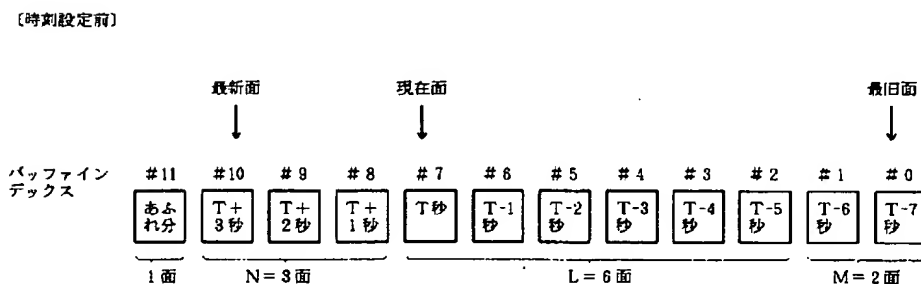 〔時刻設定前〕
最新面 現在面 最旧面
バッファイン
デックス
#11 #10 #9 #8 #7 #6 #5 #4 #3 #2 #1 #0
あふ
れ分
T+
3秒
T+
2秒
T+
1秒
T秒
T-1
秒
T-2
秒
T-3
秒
T-4
秒
T-5
秒
T-6
秒
T-7
秒
1面 N=3面 L=6面 M=2面